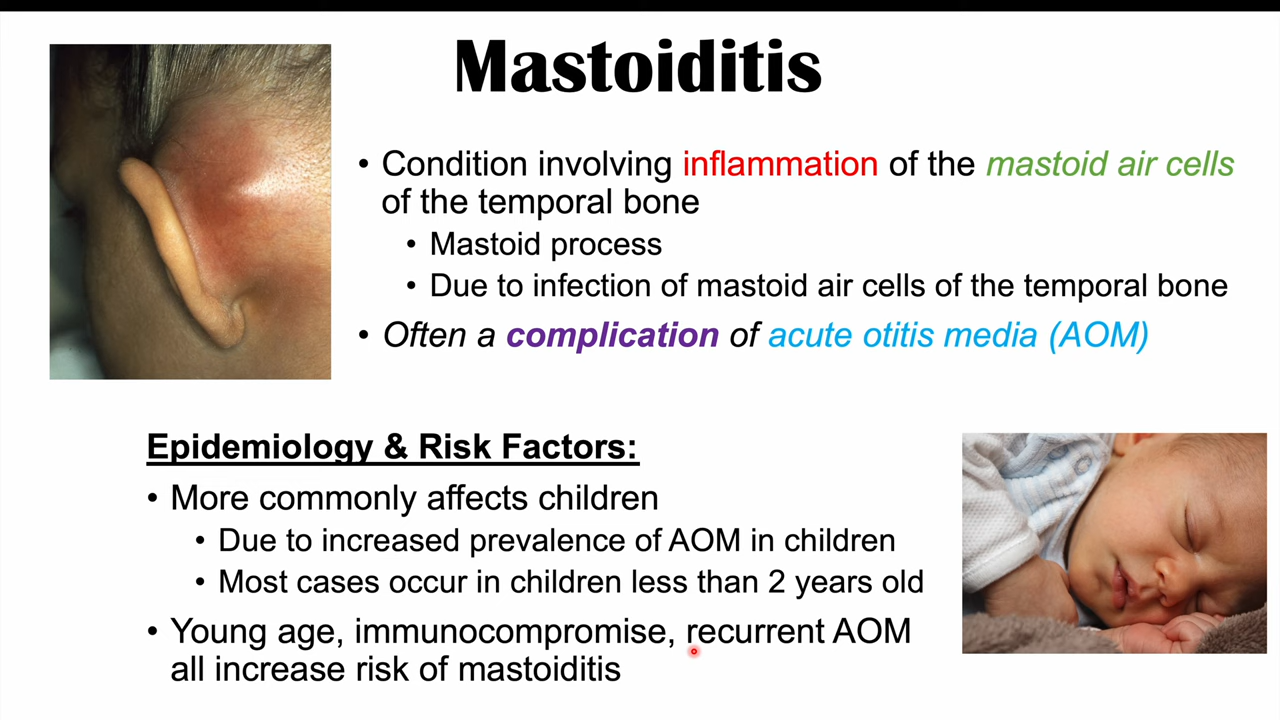 Mastoiditis
• Condition involving inflammation of the mastoid air cells
of the temporal bone
• Mastoid process
• Due to infection of mastoid air cells of the temporal bone
• Often a complication of acute otitis media (AOM)
Epidemiology & Risk Factors:
• More commonly affects children
• Due to increased prevalence of AOM in children
• Most cases occur in children less than 2 years old
• Young age, immunocompromise, recurrent AOM
all increase risk of mastoiditis